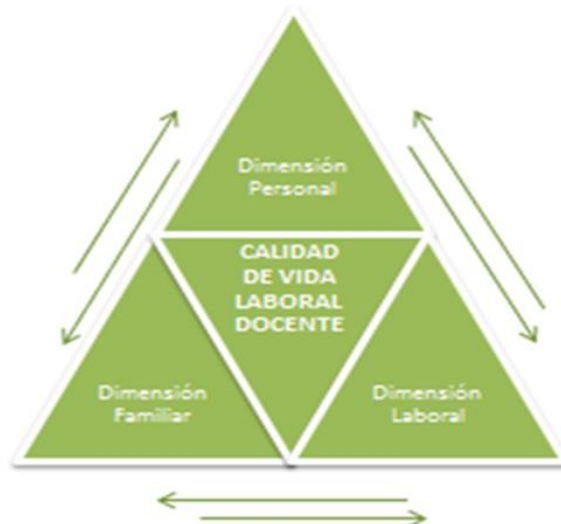 Dimensión
Personal
CALIDAD
DE VIDA
LABORAL
DOCENTE
Dimensión
Familiar
Dimensión
Laboral